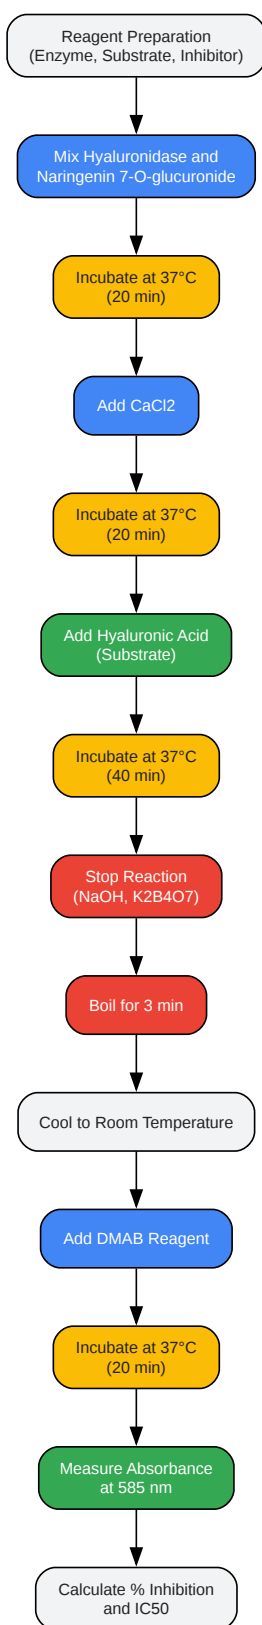 Reagent Preparation
(Enzyme, Substrate, Inhibitor)
Mix Hyaluronidase and
Naringenin 7-O-glucuronide
Incubate at 37°C
(20 min)
Add CaCl2
Incubate at 37°C
(20 min)
Add Hyaluronic Acid
(Substrate)
Incubate at 37°C
(40 min)
Stop Reaction
(NaOH, K2B4O7)
Boil for 3 min
Cool to Room Temperature
Add DMAB Reagent
Incubate at 37°C
(20 min)
Measure Absorbance
at 585 nm
Calculate % Inhibition
and IC50